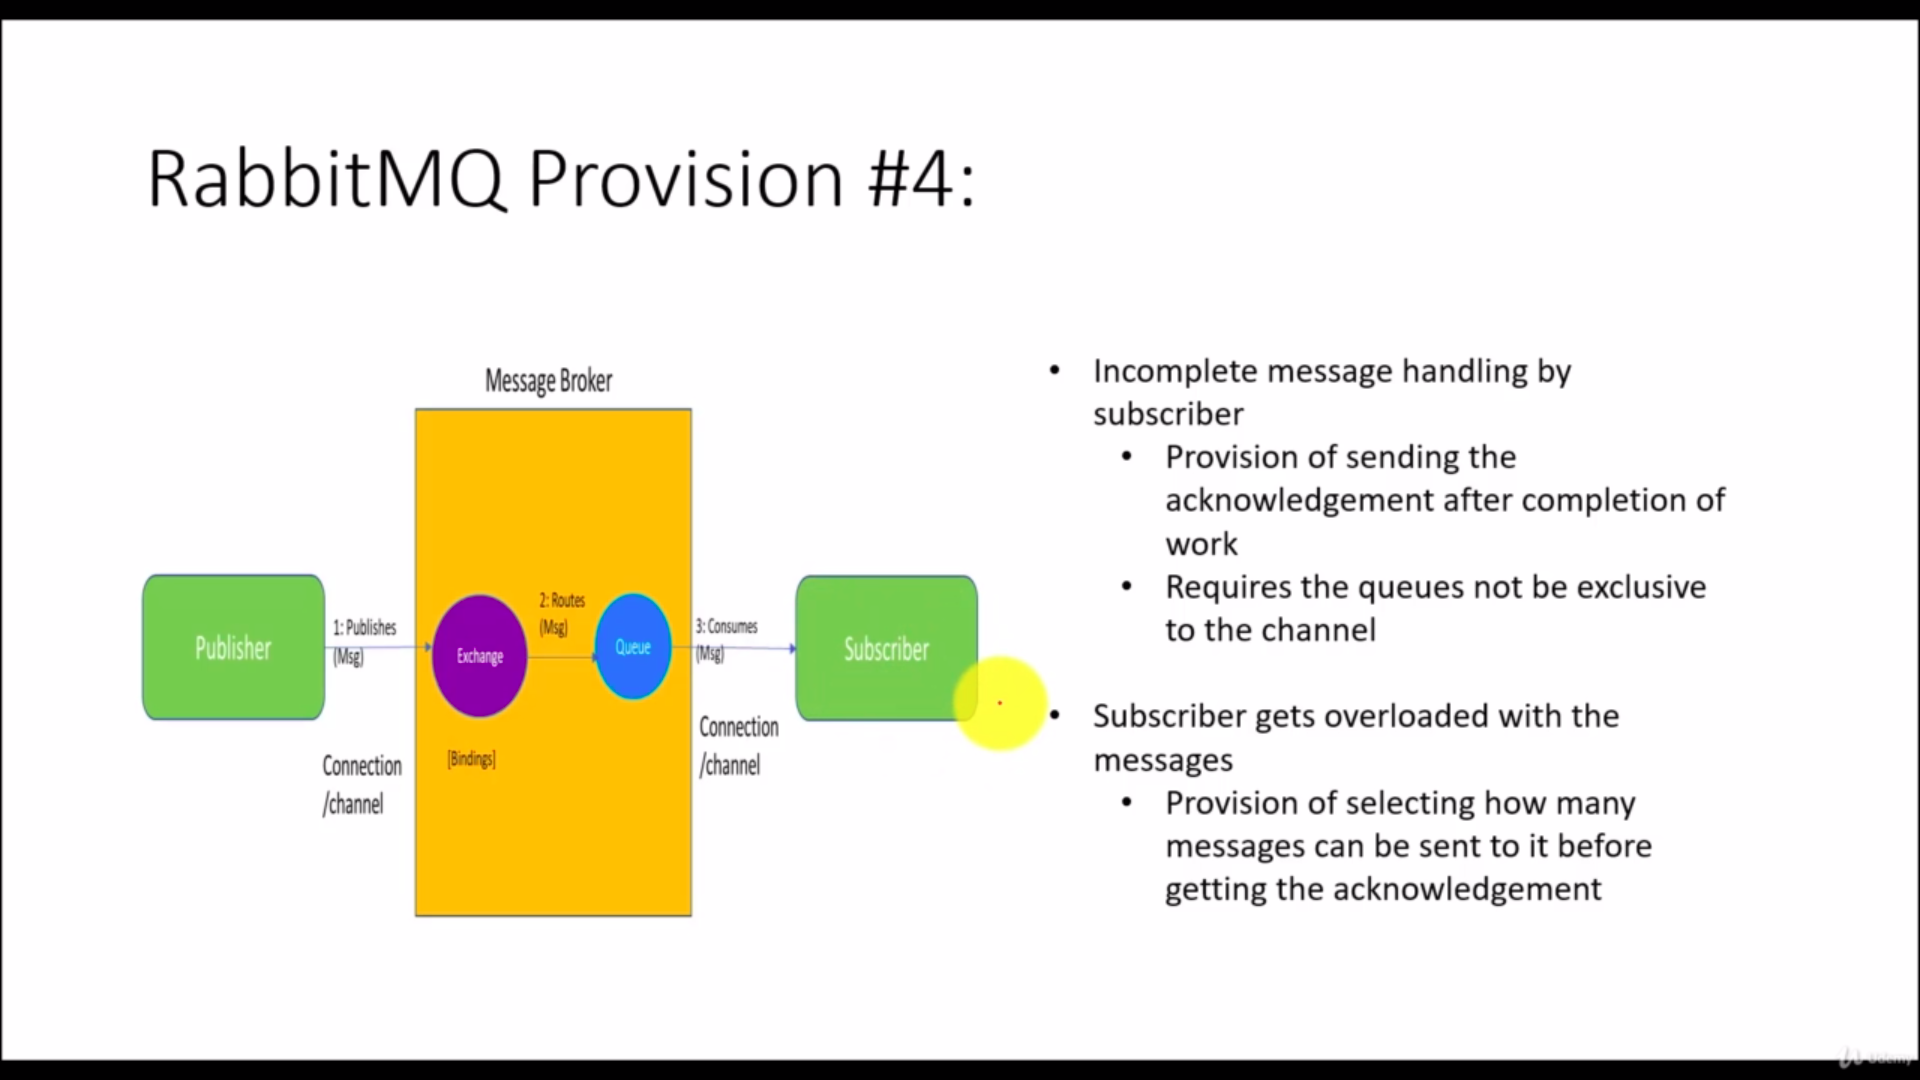 RabbitMQ Provision #4:
Message Broker
Publisher
1: Publishes
(Msg)
Exchange
2: Routes
(Msg)
Queue
3: Consumes
(Msg)
Subscriber
Connection
/channel
[Bindings]
Connection
/channel
• Incomplete message handling by
subscriber
• Provision of sending the
acknowledgement after completion of
work
• Requires the queues not be exclusive
to the channel
• Subscriber gets overloaded with the
messages
• Provision of selecting how many
messages can be sent to it before
getting the acknowledgement
Udemy